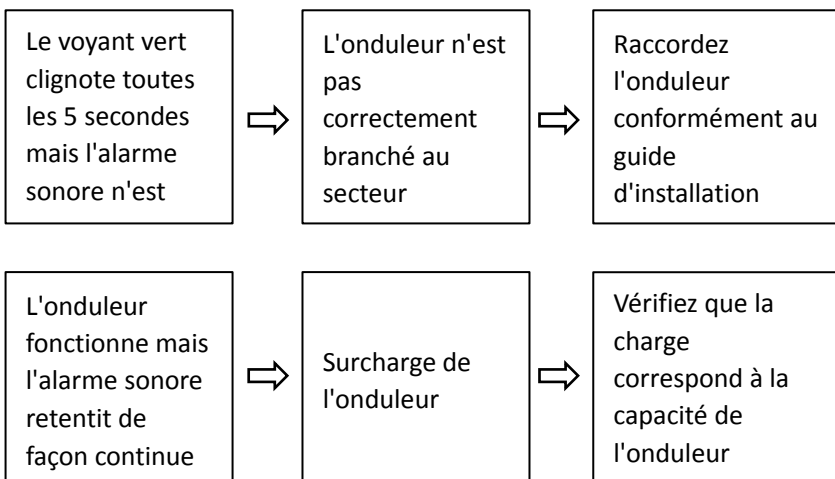 Le voyant vert
clignote toutes
les 5 secondes
mais l'alarme
sonore n'est
L'onduleur n'est
pas
correctement
branché au
secteur
Raccordez
l'onduleur
conformément au
guide
d'installation
L'onduleur
fonctionne mais
l'alarme sonore
retentit de
façon continue
Surcharge de
l'onduleur
Vérifiez que la
charge
correspond à la
capacité de
l'onduleur